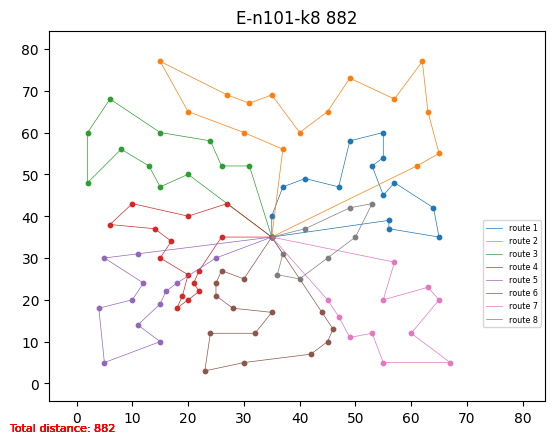 E-n101-k8 882
80
70
60
50
40
30
20
10
0
0 10 20 30 40 50 60 70 80
route 1
route 2
route 3
route 4
route 5
route 6
route 7
route 8
Total distance: 882